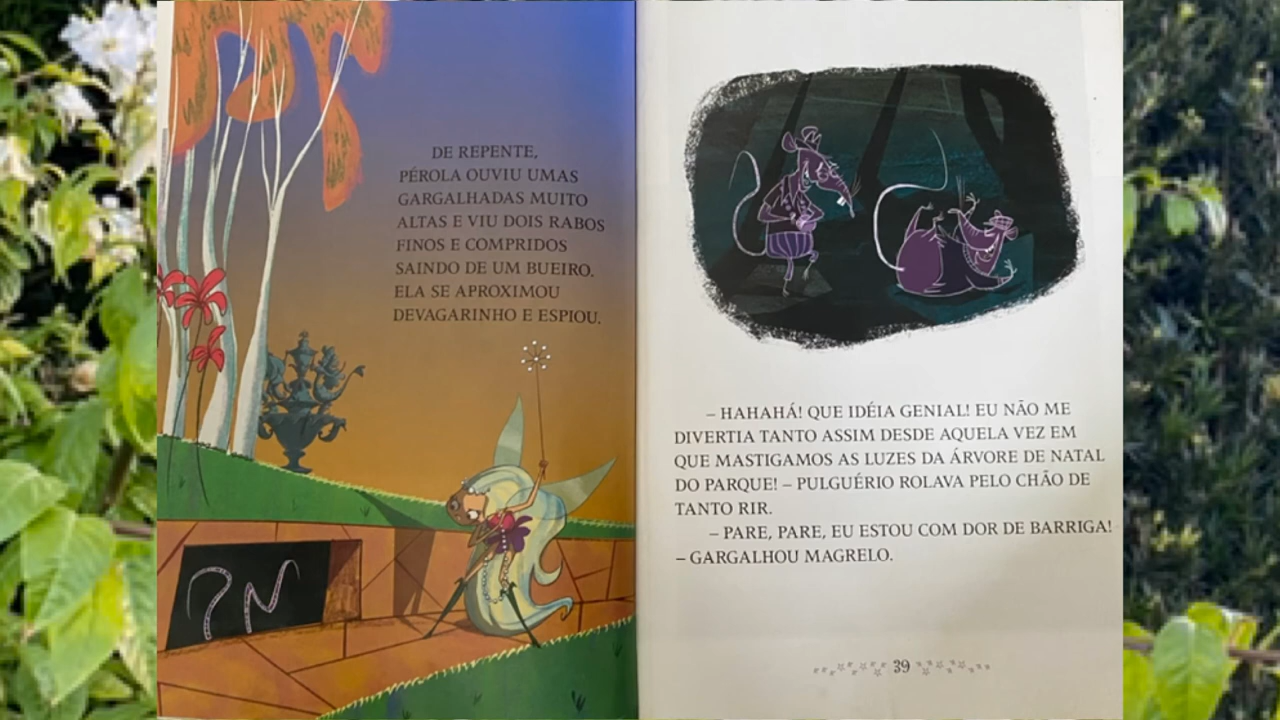 DE REPENTE,
PÉROLA OUVIU UMAS
GARGALHADAS MUITO
ALTAS E VIU DOIS RABOS
FINOS E COMPRIDOS
SAINDO DE UM BUEIRO.
ELA SE APROXIMOU
DEVAGARINHO E ESPIOU.
– HAHAHÁ! QUE IDÉIA GENIAL! EU NÃO ME
DIVERTIA TANTO ASSIM DESDE AQUELA VEZ EM
QUE MASTIGAMOS AS LUZES DA ÁRVORE DE NATAL
DO PARQUE! – PULGUÉRIO ROLAVA PELO CHÃO DE
TANTO RIR.
– PARE, PARE, EU ESTOU COM DOR DE BARRIGA!
– GARGALHOU MAGRELO.
39